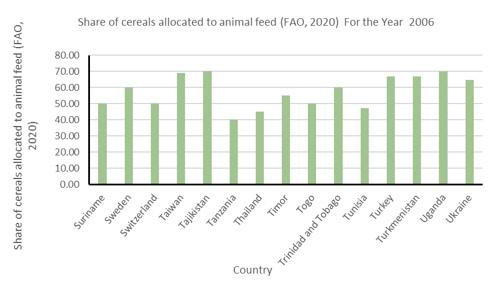 Share of cereals allocated to animal feed (FAO, 2020)  For the Year  2006
Share of cereals allocated to animal feed (FAO,
2020)
80.00
70.00
60.00
50.00
40.00
30.00
20.00
10.00
0.00
Suriname
Sweden
Switzerland
Taiwan
Tajikistan
Tanzania
Thailand
Timor
Togo
Trinidad and Tobago
Tunisia
Turkey
Turkmenistan
Uganda
Ukraine
Country